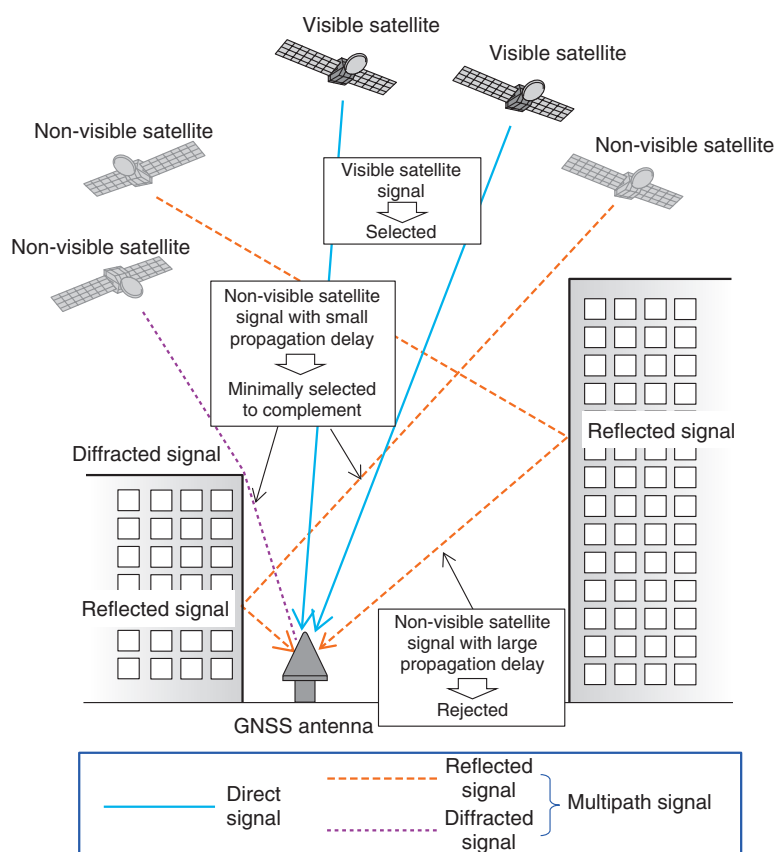 Visible satellite
Visible satellite
Non-visible satellite
Non-visible satellite
Visible satellite
signal
Selected
Non-visible satellite
Non-visible satellite
signal with small
propagation delay
Minimally selected
to complement
Reflected signal
Diffracted signal
Reflected signal
Non-visible satellite
signal with large
propagation delay
Rejected
GNSS antenna
Direct
signal
Reflected
signal
Diffracted
signal
Multipath signal